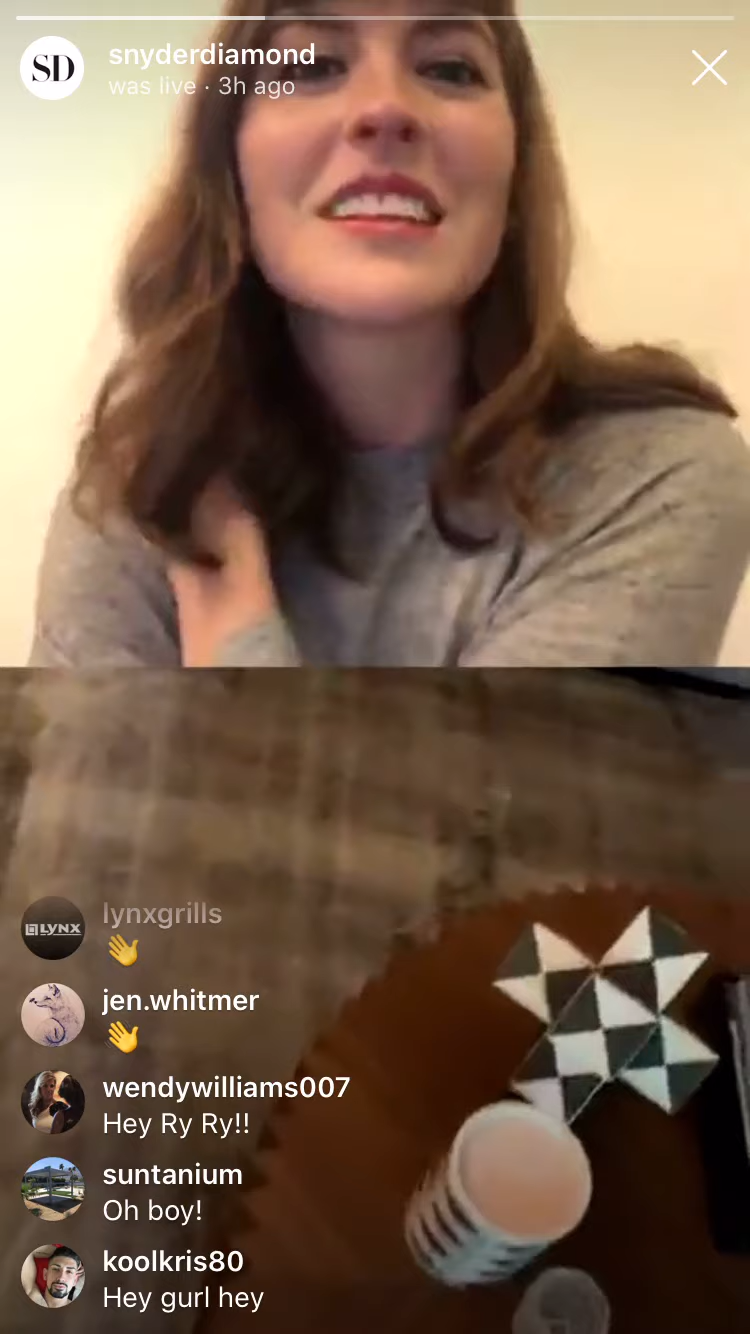 SD
snyderdiamond
was live · 3h ago
LYNX
lynxgrills
👋
jen.whitmer
👋
wendywilliams007
Hey Ry Ry!!
suntanium
Oh boy!
koolkris80
Hey gurl hey